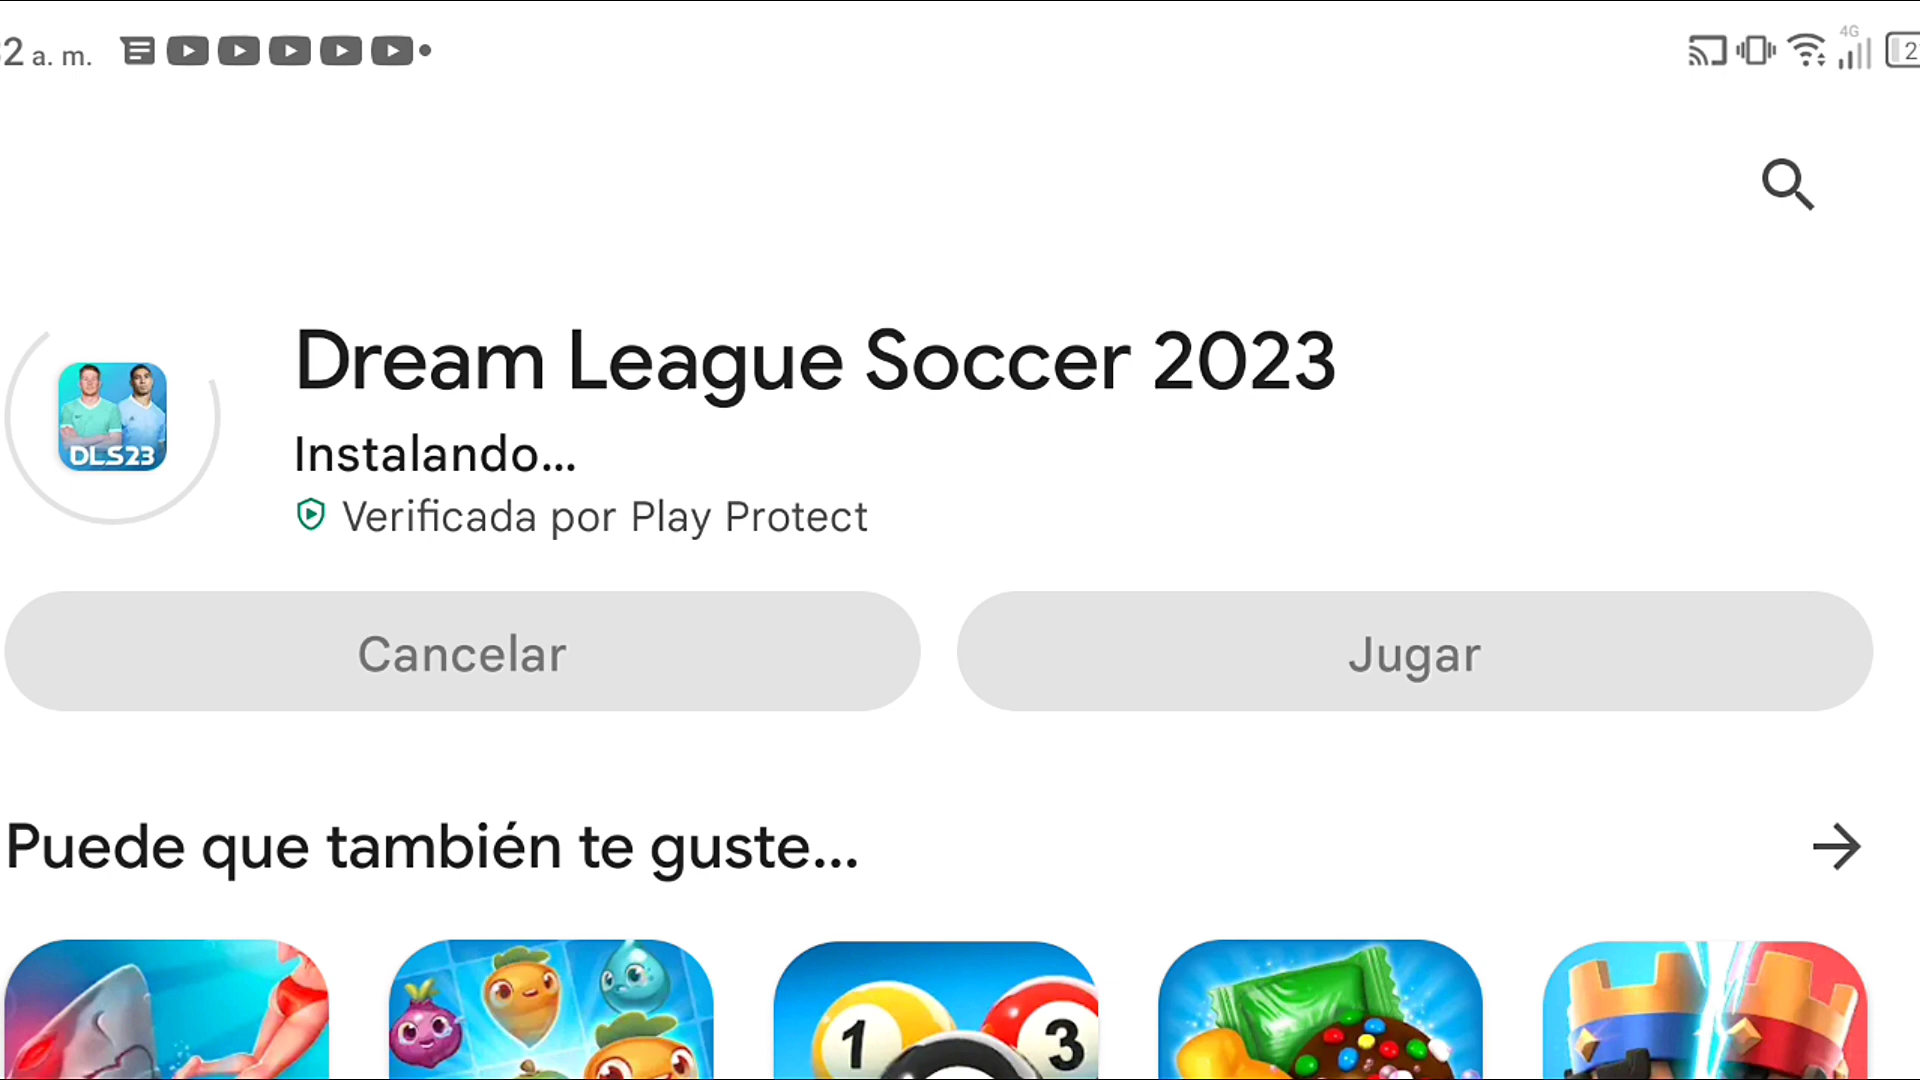 2 a. m.
4G
2
Dream League Soccer 2023
DLS23
Instalando...
Verificada por Play Protect
Cancelar
Jugar
Puede que también te guste...
1
3